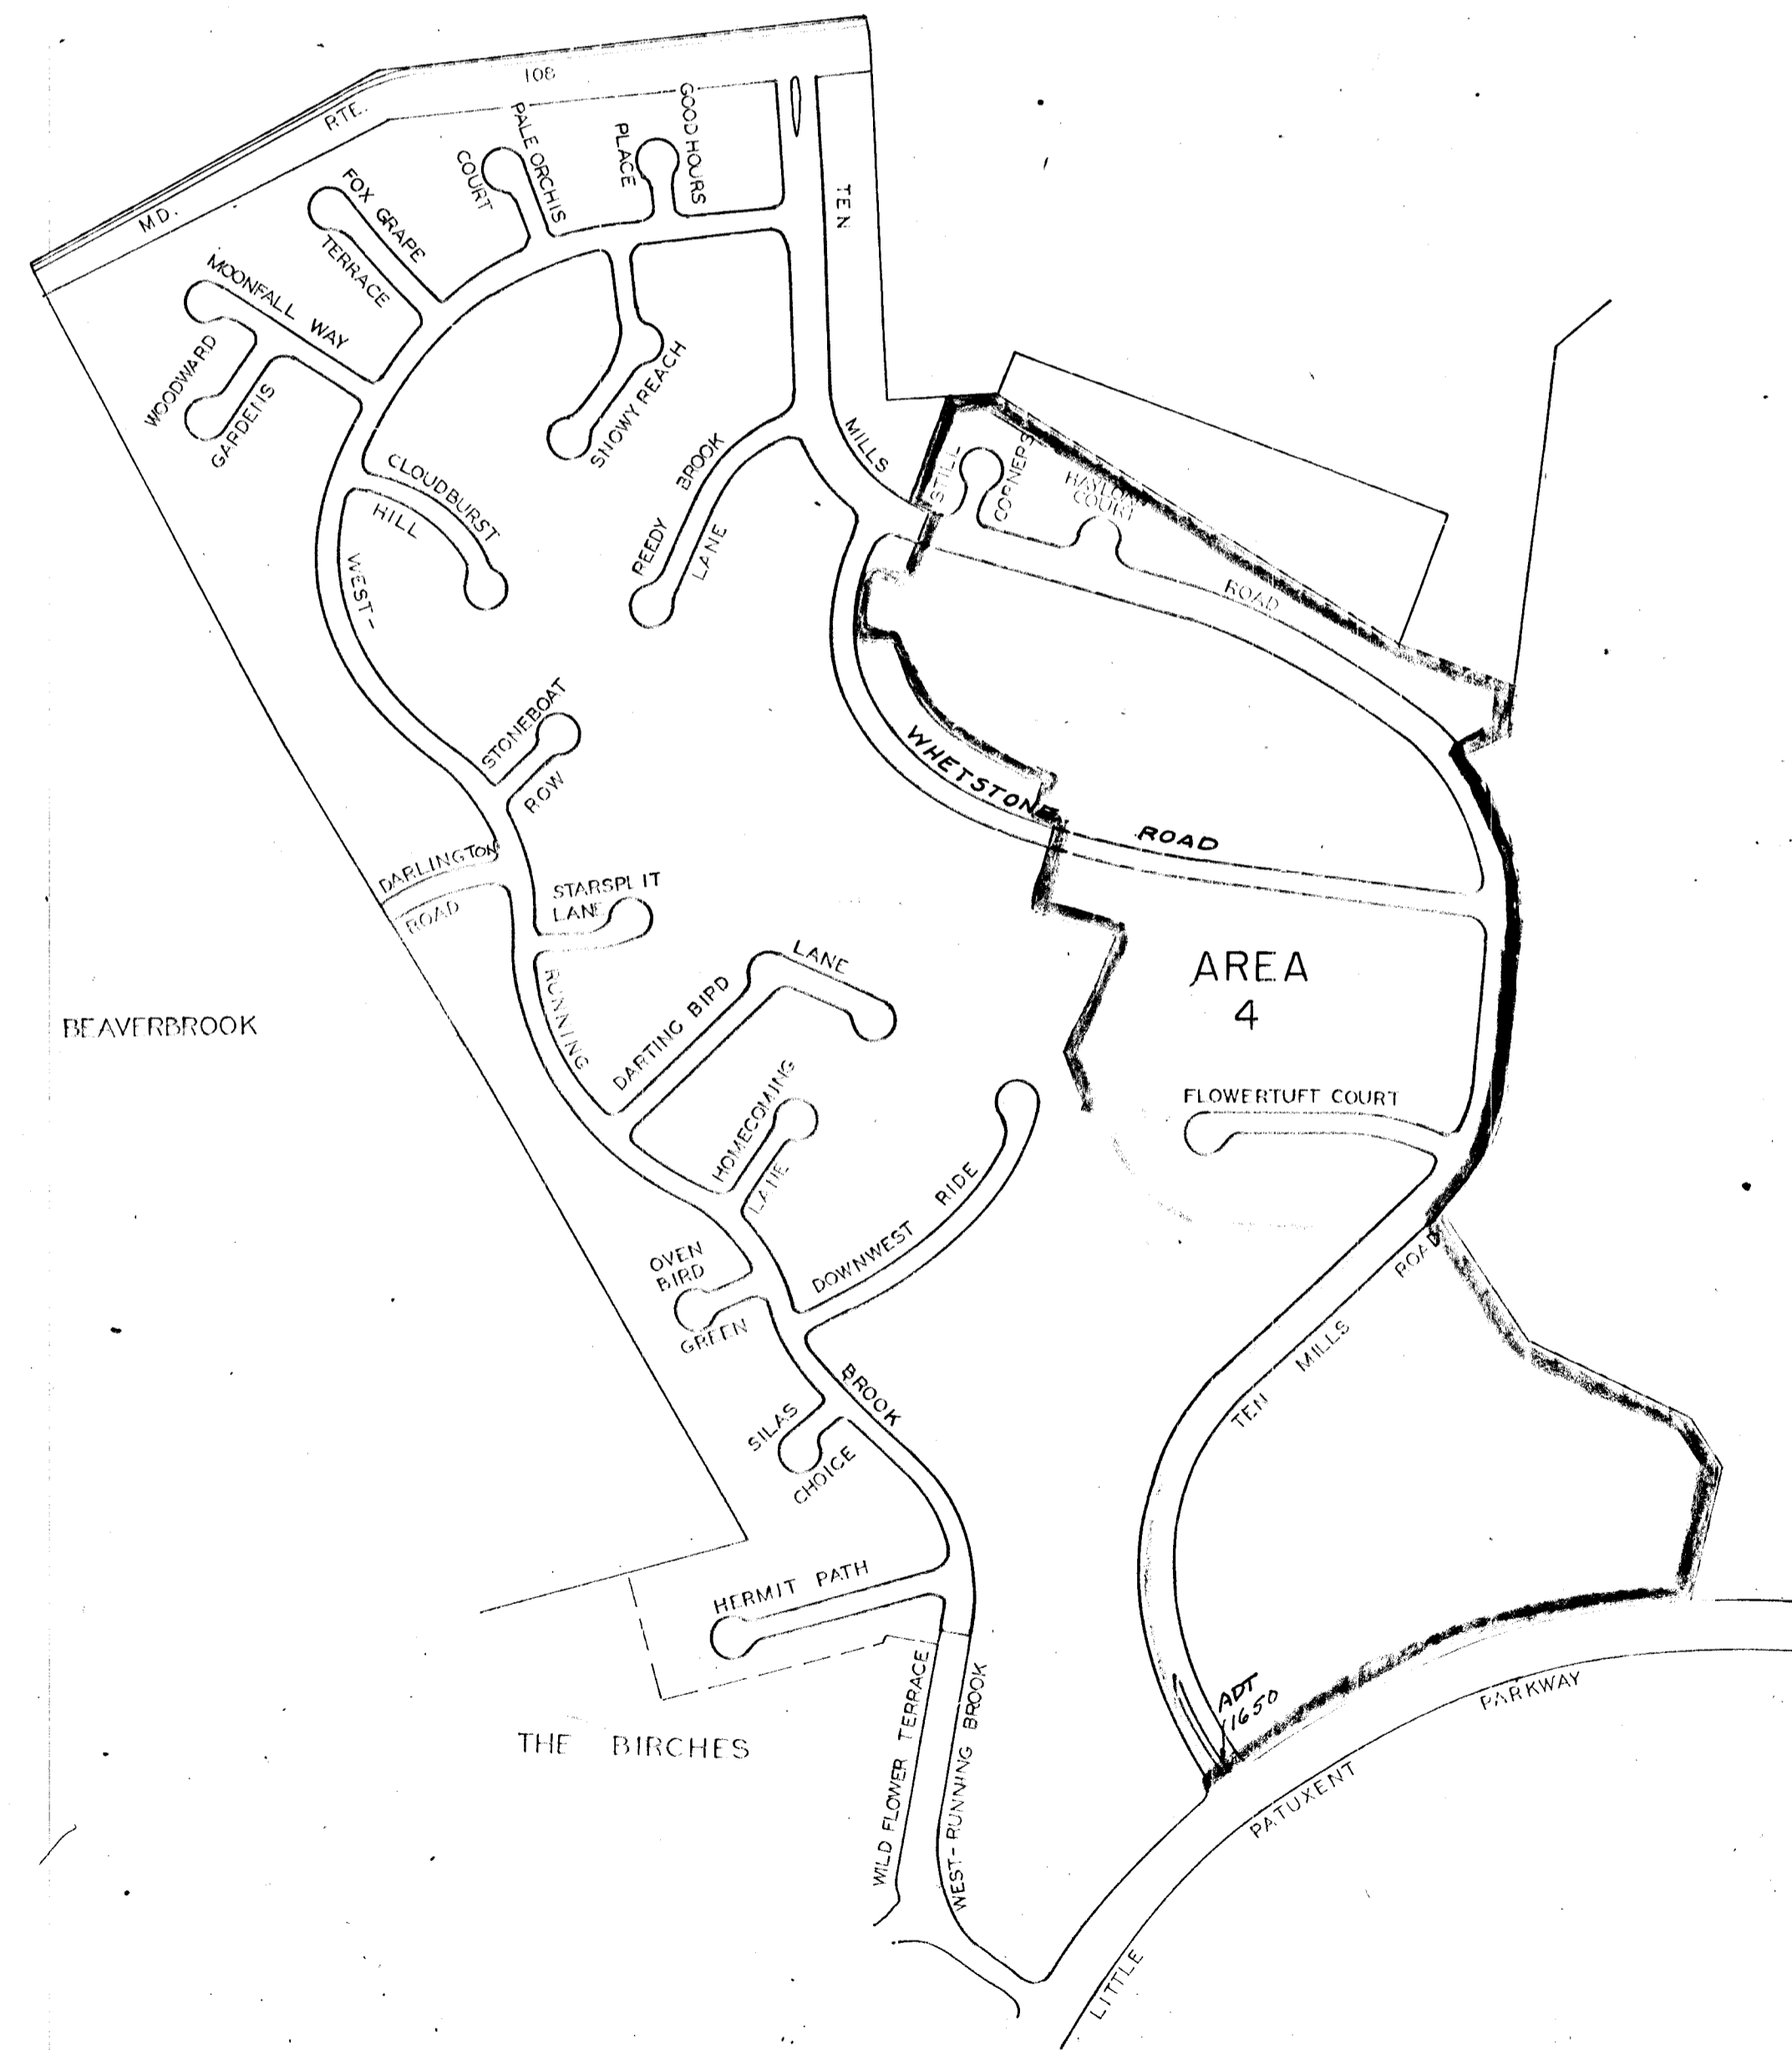 108
RTE.
MD.
GOOD HOURS
PLACE
PALE ORCHIS
COURT
FOX GRAPE
TERRACE
TEN
MOONFALL WAY
WOODWARD
GARDENS
SNOWY REACH
MILLS
REEDY BROOK
LANE
STILL
CORNERS
COURT
ROAD
CLOUDBURST
HILL
WEST-
STONEBOAT
ROW
WHETSTONE ROAD
DARLINGTON
ROAD
STARSPLIT
LANE
RUNNING
DARTING BIRD LANE
AREA
4
BEAVERBROOK
FLOWERTUFT COURT
HOMECOMING
LANE
DOWNWEST RIDE
OVEN
BIRD
GREEN
BROOK
SILAS
CHOICE
TEN MILLS ROAD
HERMIT PATH
WILD FLOWER TERRACE
WEST-RUNNING BROOK
THE BIRCHES
ADT
1650
LITTLE PATUXENT PARKWAY